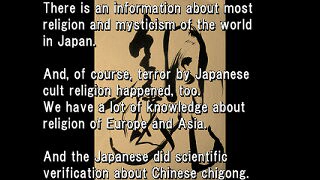 There is an information about most
religion and mysticism of the world
in Japan.
And, of course, terror by Japanese
cult religion happened, too.
We have a lot of knowledge about
religion of Europe and Asia.
And the Japanese did scientific
verification about Chinese chigong.